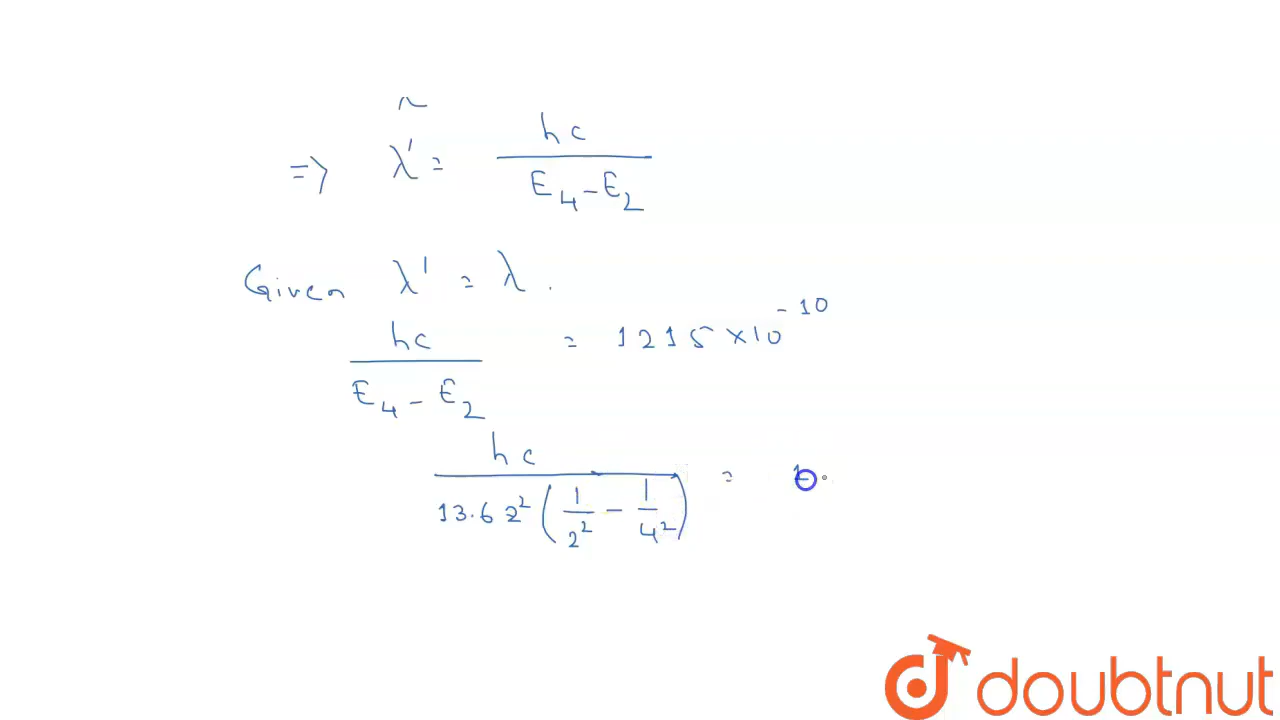 => λ' = hc / E₄ - E₂
Given λ' = λ .
hc / E₄ - E₂ = 1215 × 10⁻¹⁰
hc / 13.6 z² ( 1/2² - 1/4² ) =
doubtnut